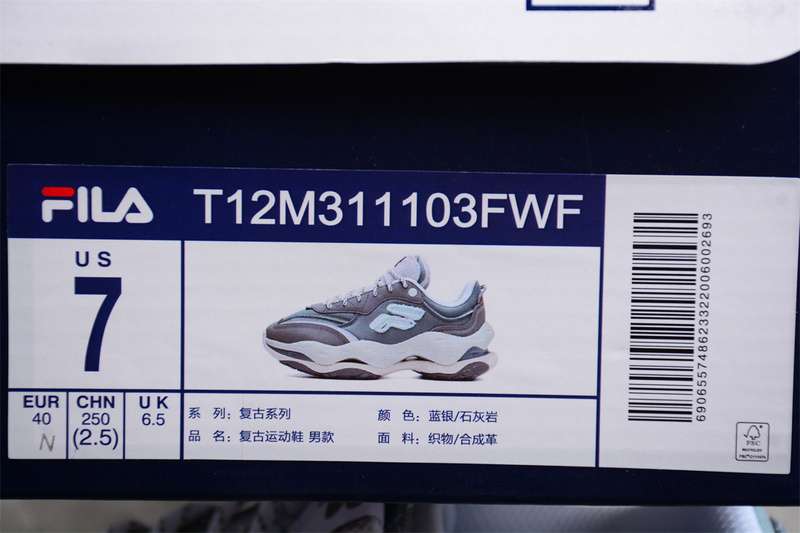 FILA
T12M311103FWF
US
7
EUR
40
N
CHN
250
(2.5)
UK
6.5
系 列：复古系列
品 名：复古运动鞋 男款
颜 色：蓝银/石灰岩
面 料：织物/合成革
6906557486233220060002693
FSC